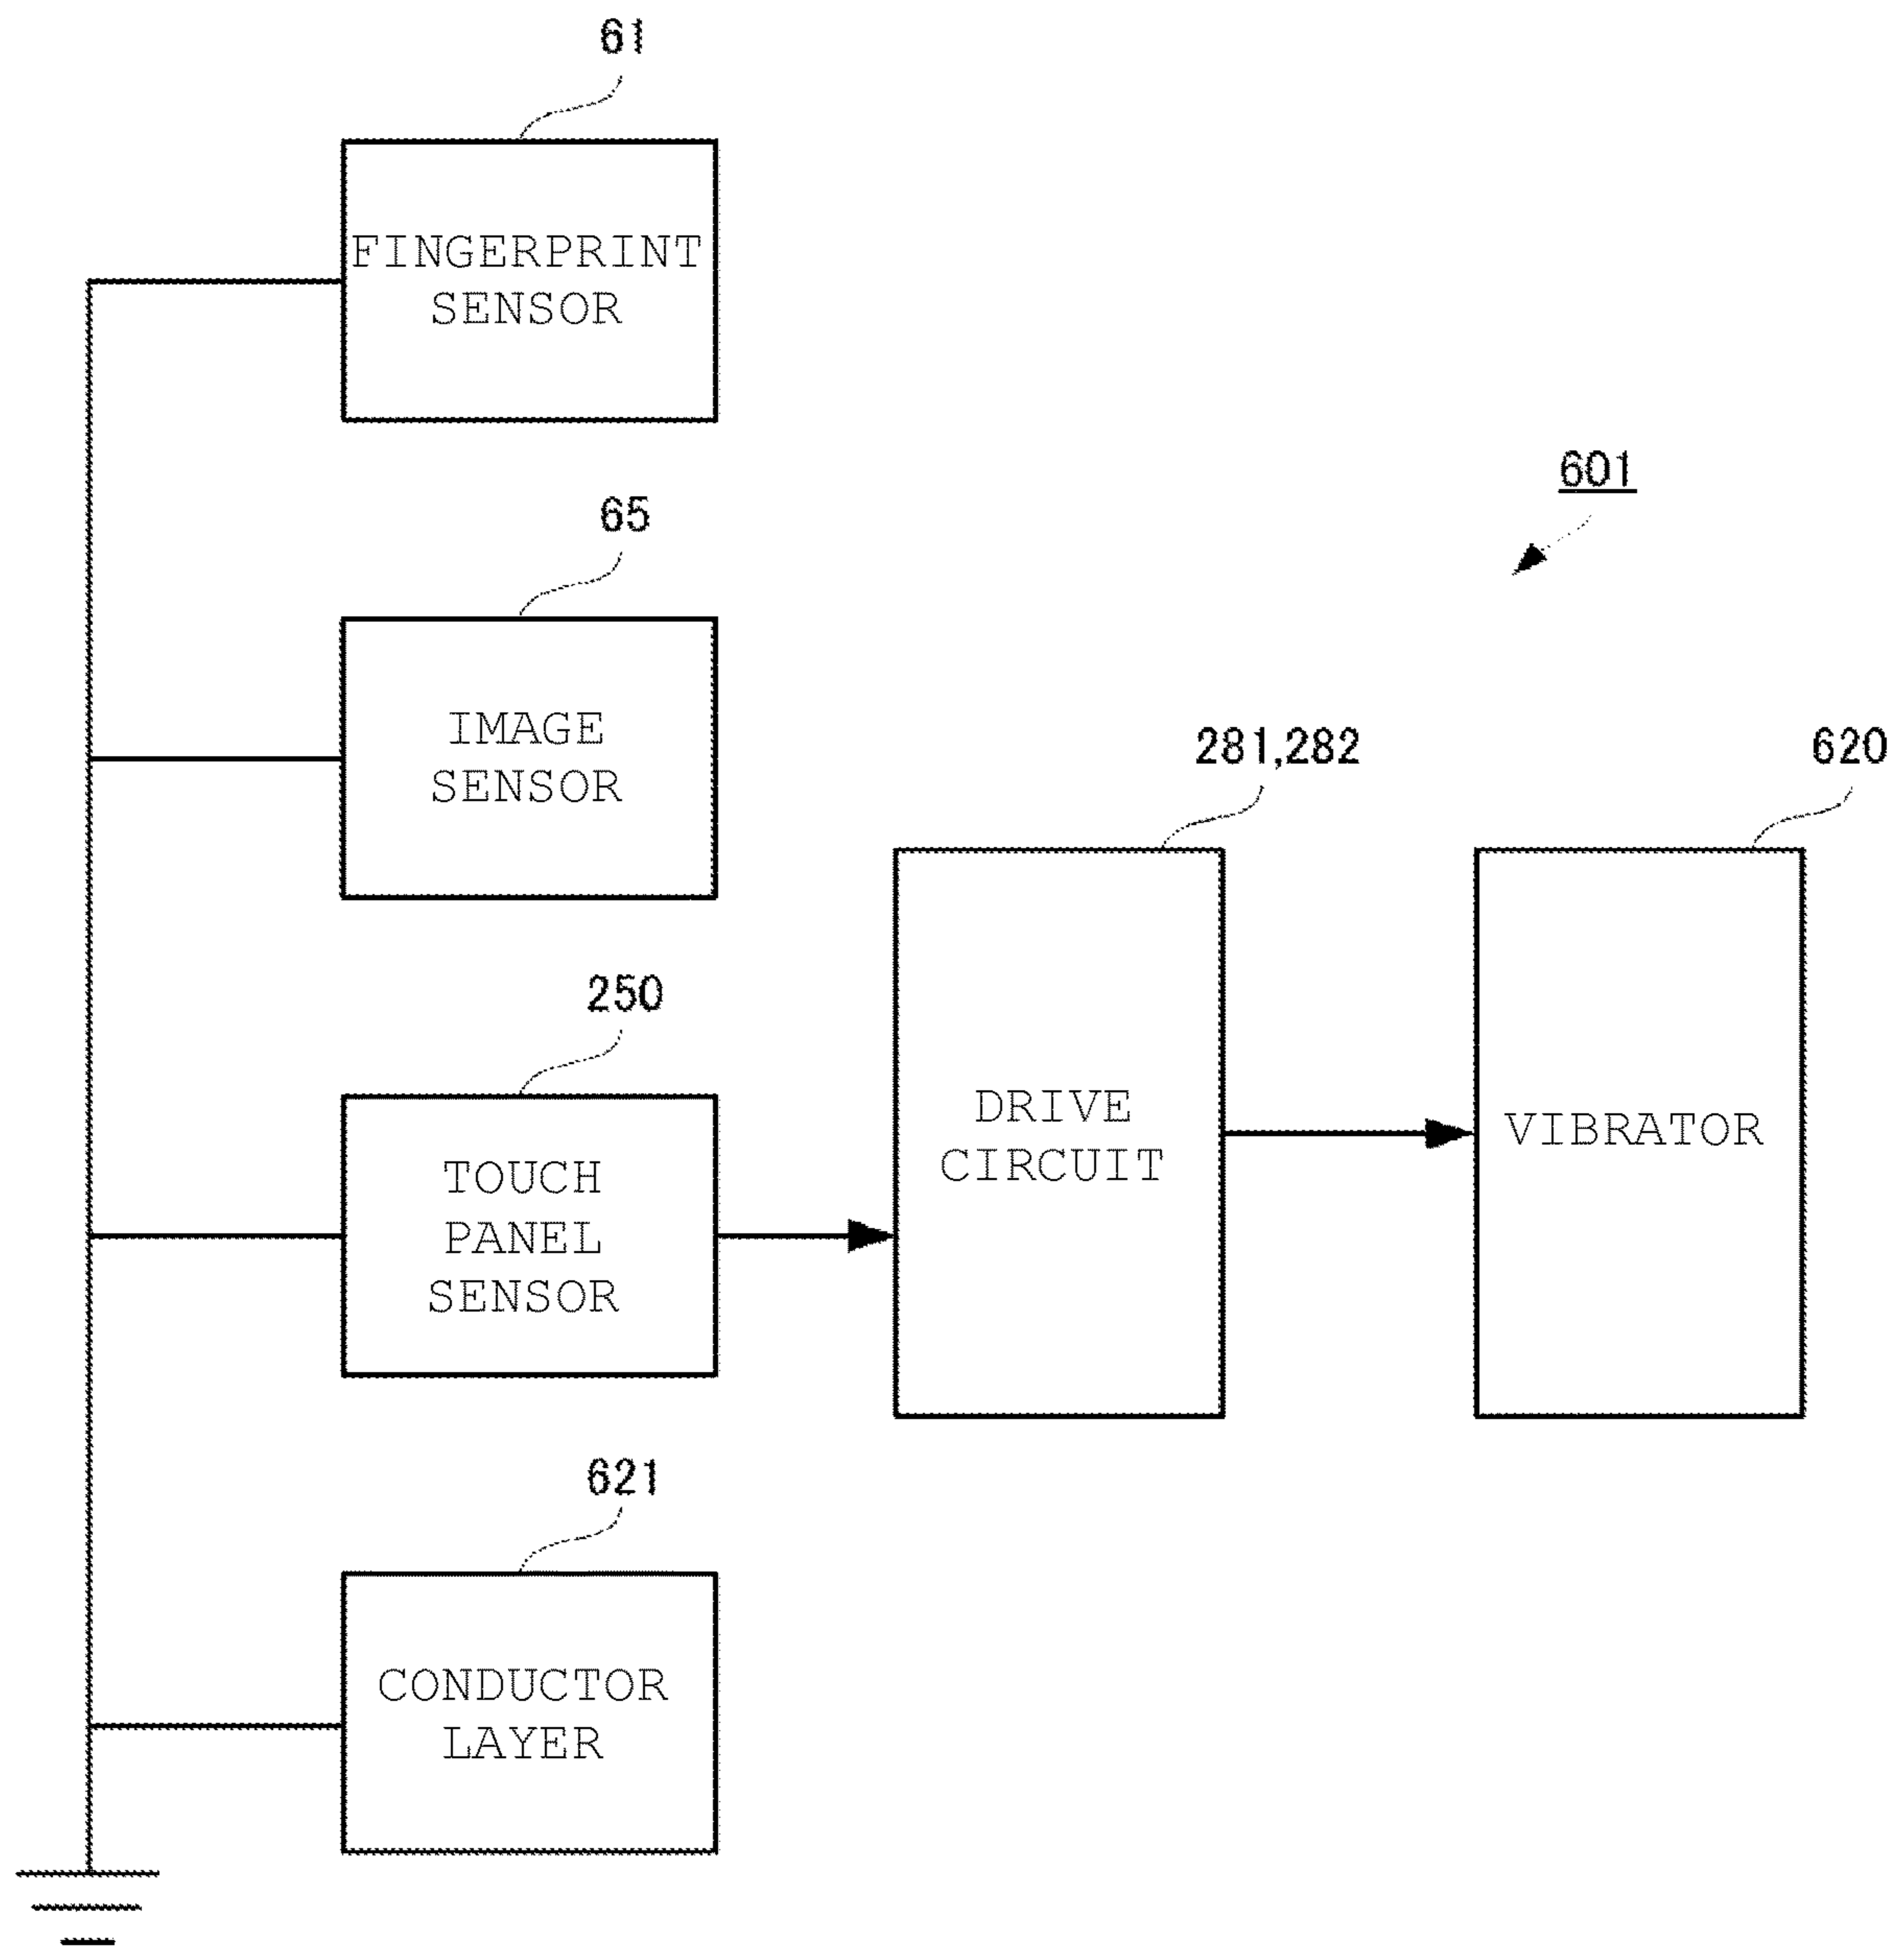 61
FINGERPRINT
SENSOR
601
65
IMAGE
SENSOR
281,282
620
250
DRIVE
CIRCUIT
VIBRATOR
TOUCH
PANEL
SENSOR
621
CONDUCTOR
LAYER